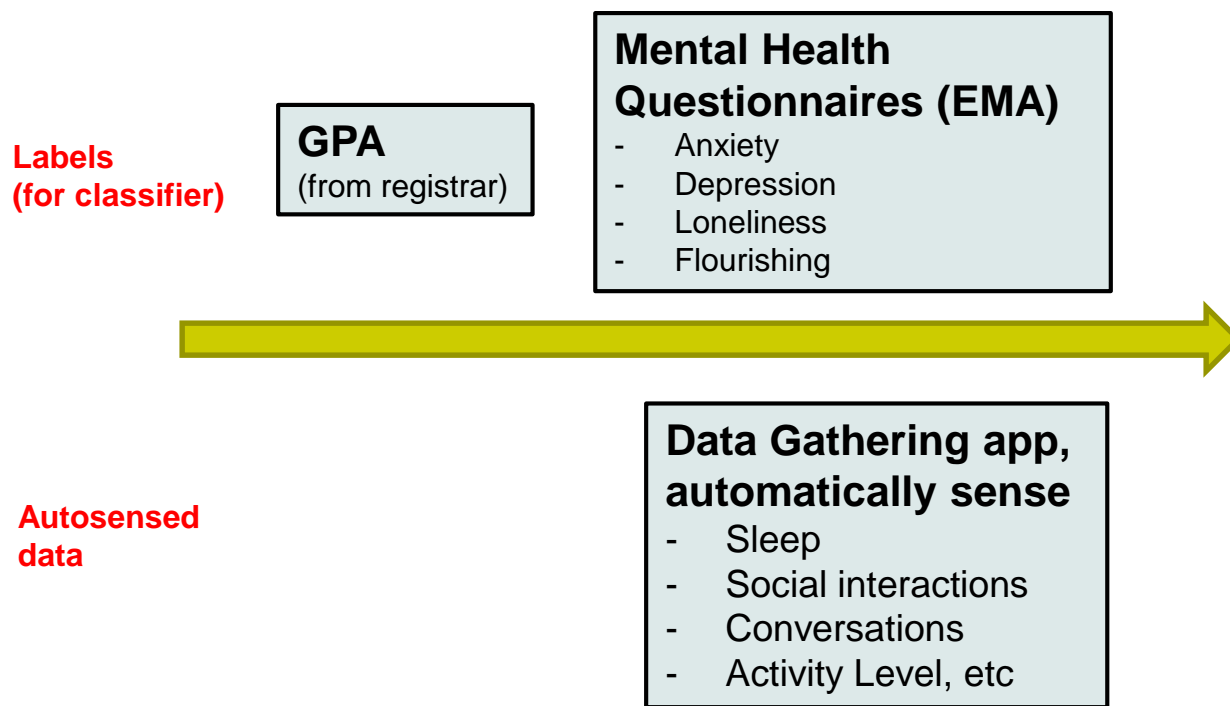 Labels
(for classifier)
GPA
(from registrar)
Mental Health
Questionnaires (EMA)
- Anxiety
- Depression
- Loneliness
- Flourishing
Autosensed
data
Data Gathering app,
automatically sense
- Sleep
- Social interactions
- Conversations
- Activity Level, etc